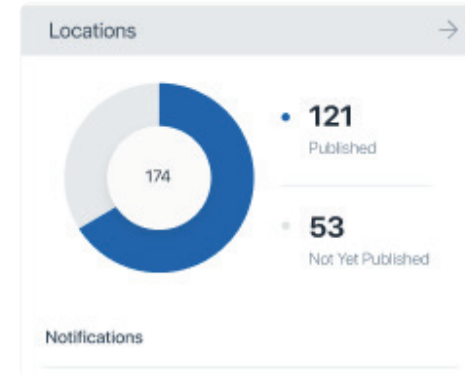 Locations
174
121
Published
53
Not Yet Published
Notifications